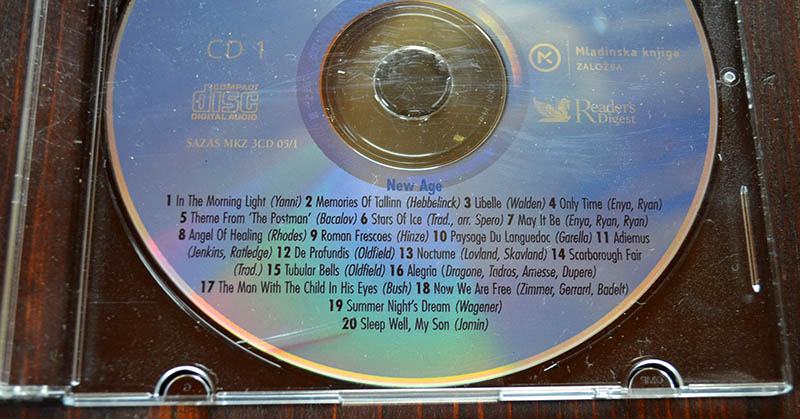 CD 1
Mladinska knjiga
ZALOŽBA
COMPACT
disc
DIGITAL AUDIO
Reader's
Digest
SAZAS MKZ 3CD 05/1
New Age
1 In The Morning Light (Yanni) 2 Memories Of Tallinn (Hebbelinck) 3 Libelle (Walden) 4 Only Time (Enya, Ryan)
5 Theme From 'The Postman' (Bacalov) 6 Stars Of Ice (Trad., arr. Spero) 7 May It Be (Enya, Ryan, Ryan)
8 Angel Of Healing (Rhodes) 9 Roman Frescoes (Hinze) 10 Paysage Du Languedoc (Garella) 11 Adiemus
(Jenkins, Ratledge) 12 De Profundis (Oldfield) 13 Nocturne (Lovland, Skavland) 14 Scarborough Fair
(Trad.) 15 Tubular Bells (Oldfield) 16 Alegria (Dragone, Tadros, Amesse, Dupere)
17 The Man With The Child In His Eyes (Bush) 18 Now We Are Free (Zimmer, Gerrard, Badelt)
19 Summer Night's Dream (Wagener)
20 Sleep Well, My Son (Jomin)